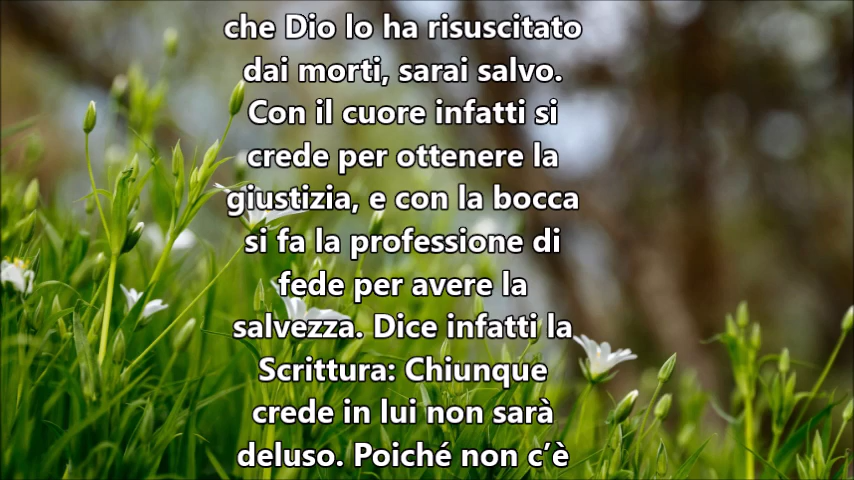 che Dio lo ha risuscitato
dai morti, sarai salvo.
Con il cuore infatti si
crede per ottenere la
giustizia, e con la bocca
si fa la professione di
fede per avere la
salvezza. Dice infatti la
Scrittura: Chiunque
crede in lui non sarà
deluso. Poiché non c’è